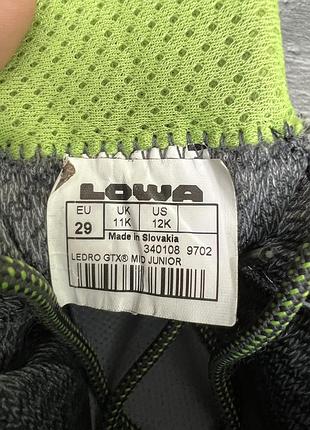 LOWA
EU UK US
29 11K 12K
Made in Slovakia
340108 9702
LEDRO GTX® MID JUNIOR